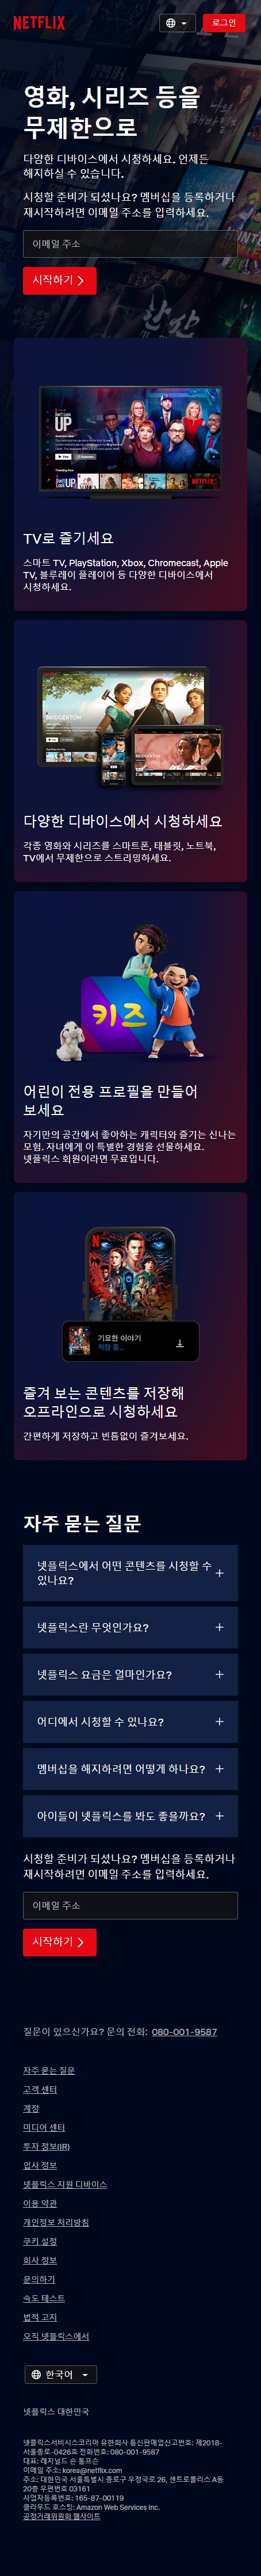 NETFLIX
로그인
영화, 시리즈 등을
무제한으로
다양한 디바이스에서 시청하세요. 언제든
해지하실 수 있습니다.
시청할 준비가 되셨나요? 멤버십을 등록하거나
재시작하려면 이메일 주소를 입력하세요.
이메일 주소
시작하기
DON'T LOOK
UP
Play
NETFLIX
TV로 즐기세요
스마트 TV, PlayStation, Xbox, Chromecast, Apple
TV, 블루레이 플레이어 등 다양한 디바이스에서
시청하세요.
BRIDGERTON
BRIDGERTON
다양한 디바이스에서 시청하세요
각종 영화와 시리즈를 스마트폰, 태블릿, 노트북,
TV에서 무제한으로 스트리밍하세요.
키즈
어린이 전용 프로필을 만들어
보세요
자기만의 공간에서 좋아하는 캐릭터와 즐기는 신나는
모험. 자녀에게 이 특별한 경험을 선물하세요.
넷플릭스 회원이라면 무료입니다.
N
기묘한 이야기
저장 중...
즐겨 보는 콘텐츠를 저장해
오프라인으로 시청하세요
간편하게 저장하고 빈틈없이 즐겨보세요.
자주 묻는 질문
넷플릭스에서 어떤 콘텐츠를 시청할 수
있나요?
넷플릭스란 무엇인가요?
넷플릭스 요금은 얼마인가요?
어디에서 시청할 수 있나요?
멤버십을 해지하려면 어떻게 하나요?
아이들이 넷플릭스를 봐도 좋을까요?
시청할 준비가 되셨나요? 멤버십을 등록하거나
재시작하려면 이메일 주소를 입력하세요.
이메일 주소
시작하기
질문이 있으신가요? 문의 전화: 080-001-9587
자주 묻는 질문
고객 센터
계정
미디어 센터
투자 정보(IR)
입사 정보
넷플릭스 지원 디바이스
이용 약관
개인정보 처리방침
쿠키 설정
회사 정보
문의하기
속도 테스트
법적 고지
오직 넷플릭스에서
한국어
넷플릭스 대한민국
넷플릭스서비시스코리아 유한회사 통신판매업신고번호: 제2018-
서울종로-0426호 전화번호: 080-001-9587
대표: 레지널드 숀 톰프슨
이메일 주소: korea@netflix.com
주소: 대한민국 서울특별시 종로구 우정국로 26, 센트로폴리스 A동
20층 우편번호 03161
사업자등록번호: 165-87-00119
클라우드 호스팅: Amazon Web Services Inc.
공정거래위원회 웹사이트